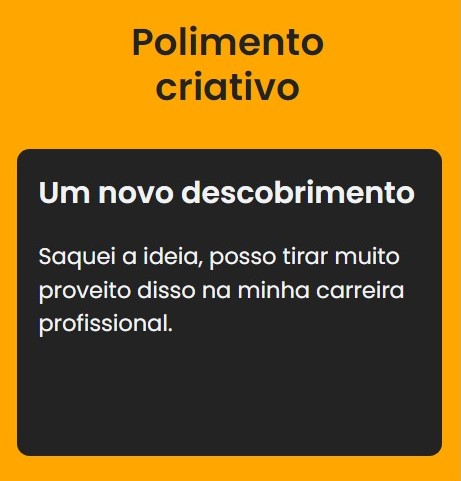 Polimento
criativo
Um novo descobrimento
Saquei a ideia, posso tirar muito
proveito disso na minha carreira
profissional.